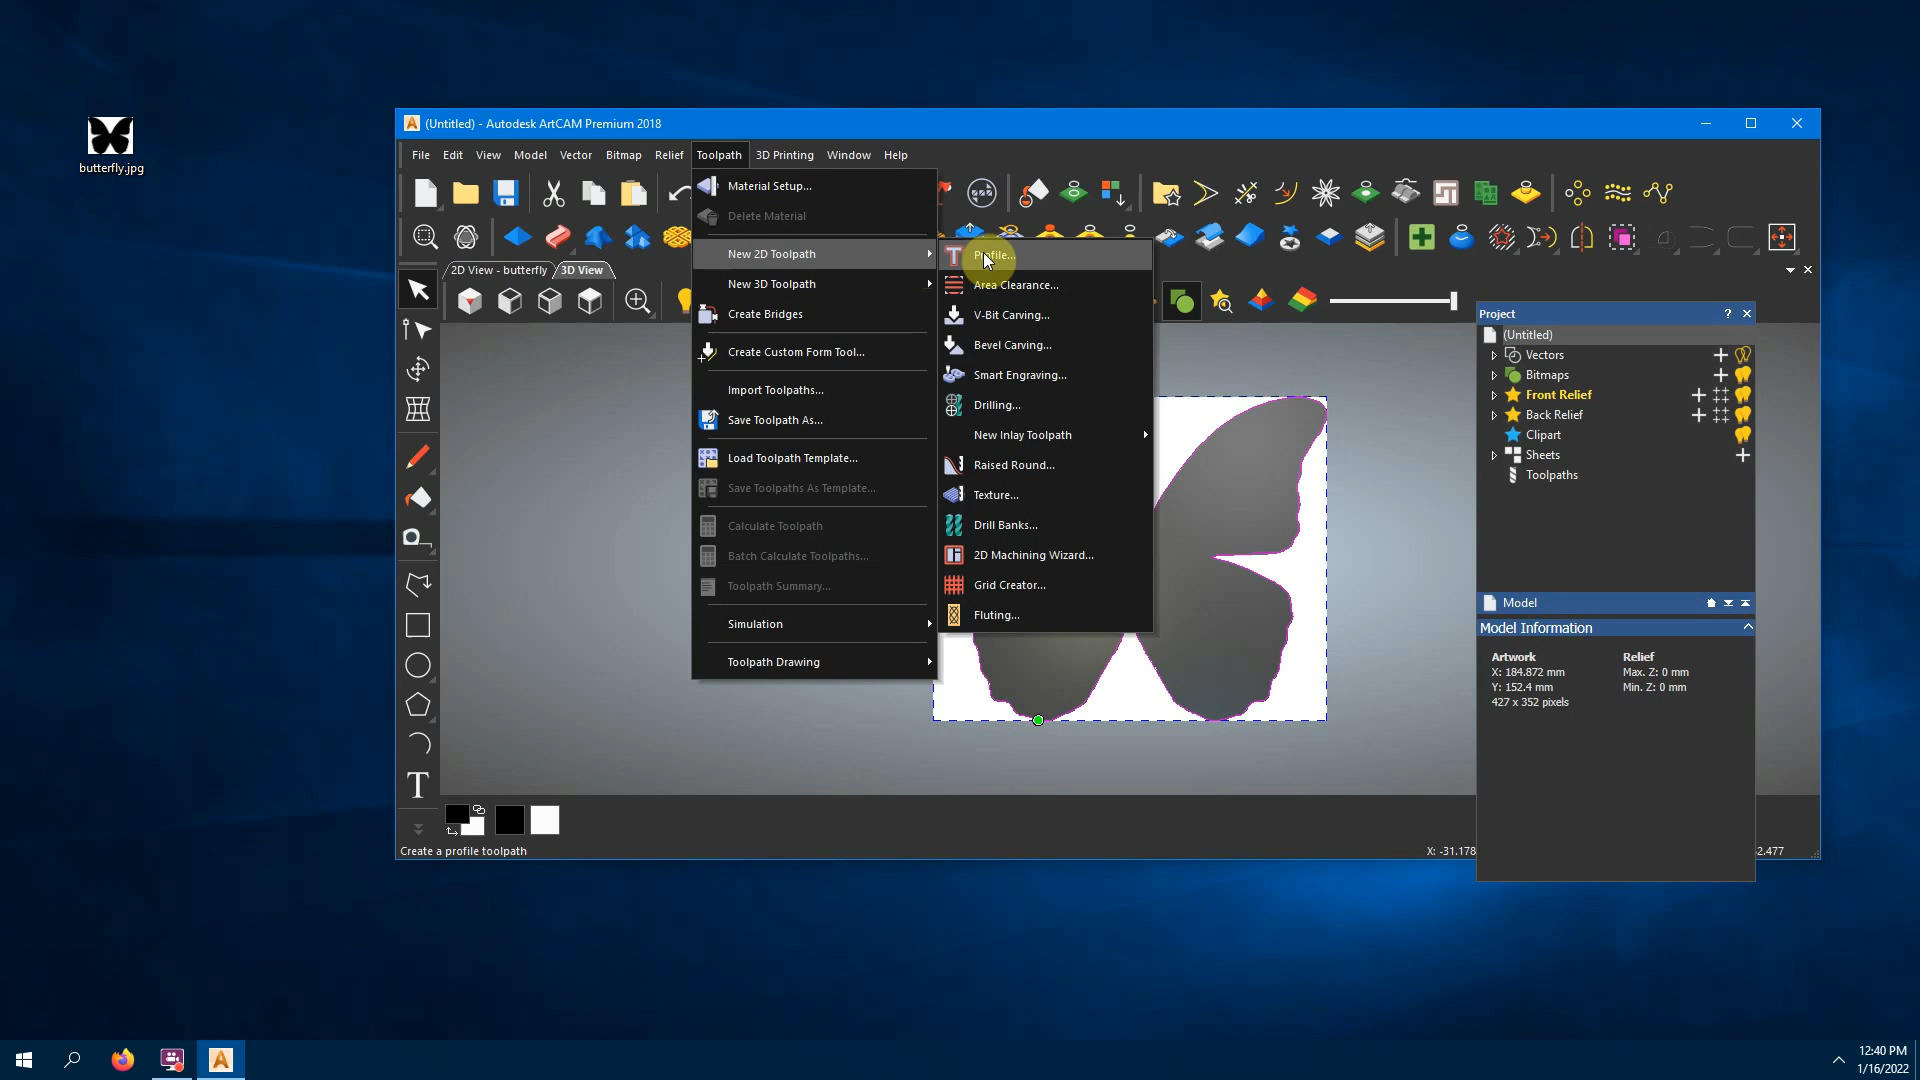 butterfly.jpg
(Untitled) - Autodesk ArtCAM Premium 2018
File Edit View Model Vector Bitmap Relief Toolpath 3D Printing Window Help
2D View - butterfly 3D View
Material Setup...
Delete Material
New 2D Toolpath
New 3D Toolpath
Create Bridges
Create Custom Form Tool...
Import Toolpaths...
Save Toolpath As...
Load Toolpath Template...
Save Toolpaths As Template...
Calculate Toolpath
Batch Calculate Toolpaths...
Toolpath Summary...
Simulation
Toolpath Drawing
Profile...
Area Clearance...
V-Bit Carving...
Bevel Carving...
Smart Engraving...
Drilling...
New Inlay Toolpath
Raised Round...
Texture...
Drill Banks...
2D Machining Wizard...
Grid Creator...
Fluting...
Project
(Untitled)
Vectors
Bitmaps
Front Relief
Back Relief
Clipart
Sheets
Toolpaths
Model
Model Information
Artwork Relief
X: 184.872 mm Max. Z: 0 mm
Y: 152.4 mm Min. Z: 0 mm
427 x 352 pixels
Create a profile toolpath
X: -31.178
2.477
12:40 PM
1/16/2022